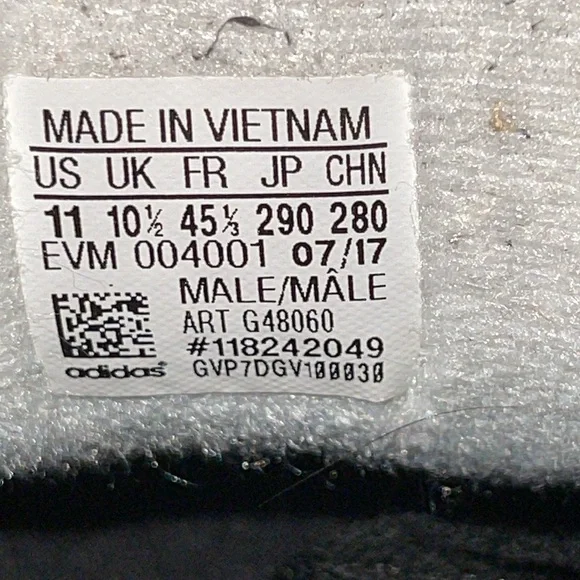 MADE IN VIETNAM
US UK FR JP CHN
11 10½ 45⅓ 290 280
EVM 004001 07/17
MALE/MÂLE
ART G48060
#118242049
adidas® GVP7DGV100030